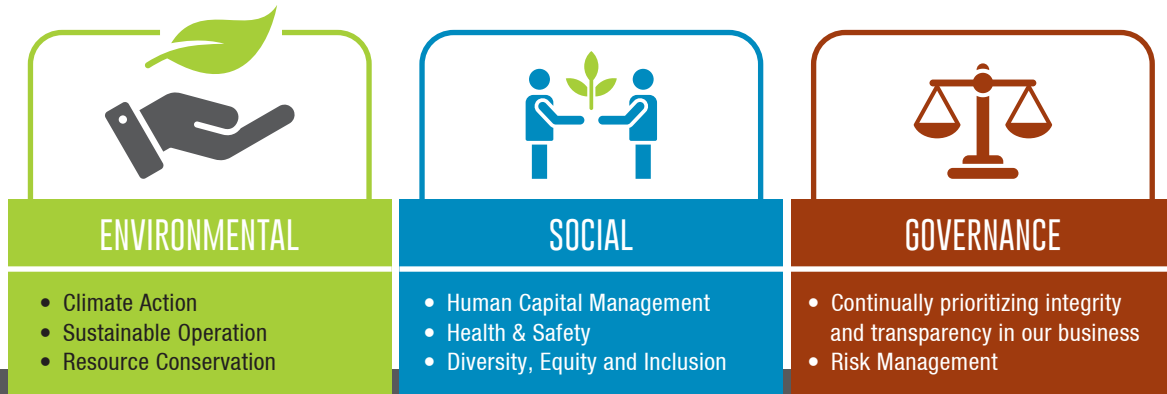 ENVIRONMENTAL
• Climate Action
• Sustainable Operation
• Resource Conservation
SOCIAL
• Human Capital Management
• Health & Safety
• Diversity, Equity and Inclusion
GOVERNANCE
• Continually prioritizing integrity
and transparency in our business
• Risk Management